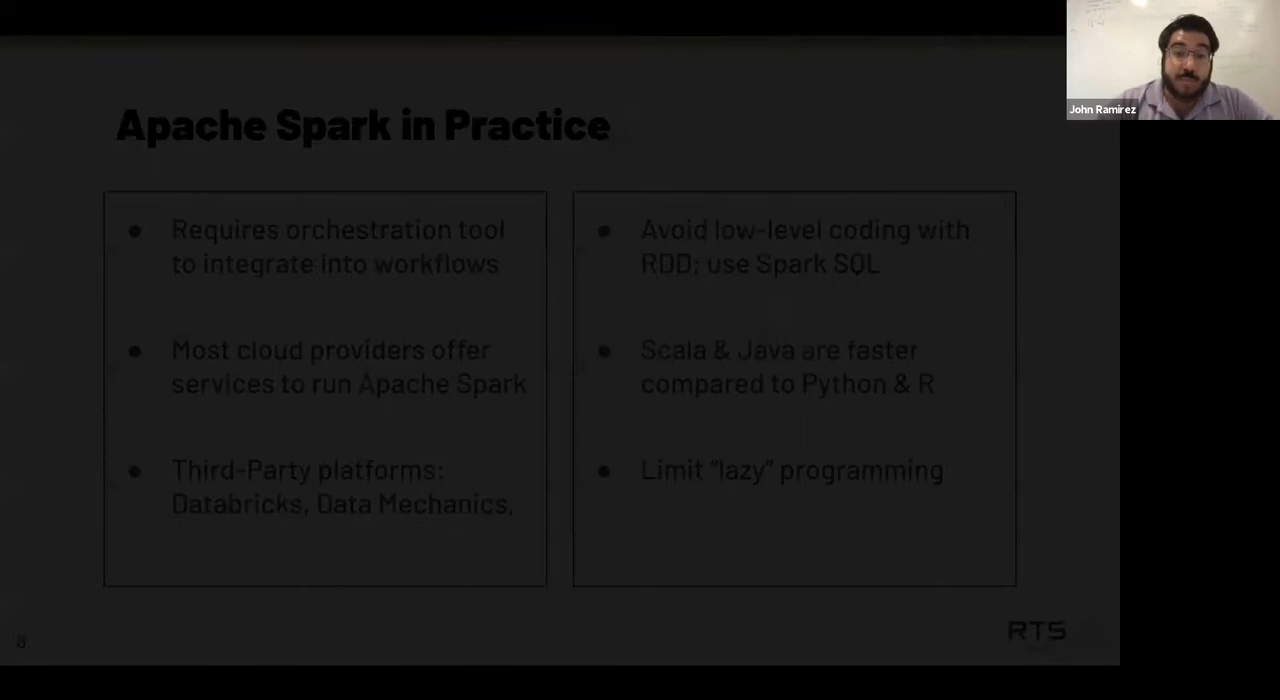 John Ramirez
Apache Spark in Practice
● Requires orchestration tool
to integrate into workflows
● Most cloud providers offer
services to run Apache Spark
● Third-Party platforms:
Databricks, Data Mechanics,
● Avoid low-level coding with
RDD; use Spark SQL
● Scala & Java are faster
compared to Python & R
● Limit “lazy” programming
8
RTS